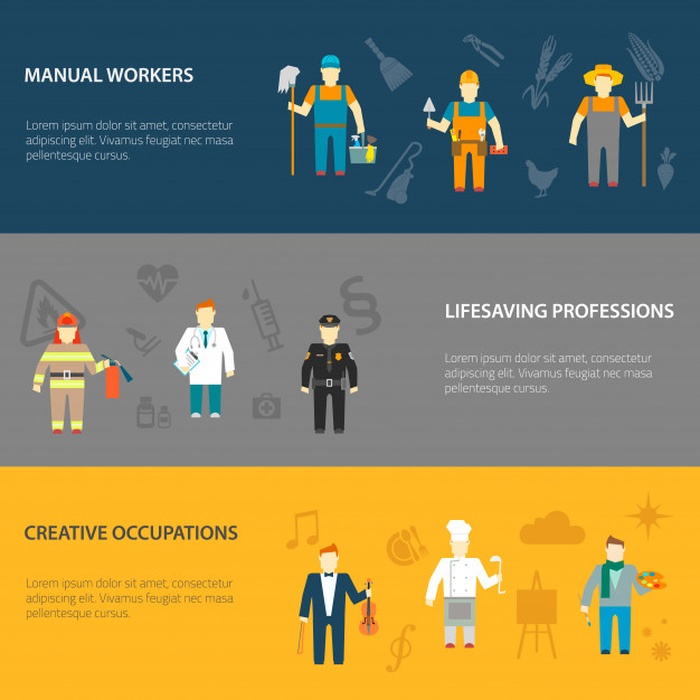 MANUAL WORKERS
Lorem ipsum dolor sit amet, consectetur
adipiscing elit. Vivamus feugiat nec masa
pellentesque cursus.
LIFESAVING PROFESSIONS
Lorem ipsum dolor sit amet, consectetur
adipiscing elit. Vivamus feugiat nec masa
pellentesque cursus.
CREATIVE OCCUPATIONS
Lorem ipsum dolor sit amet, consectetur
adipiscing elit. Vivamus feugiat nec masa
pellentesque cursus.